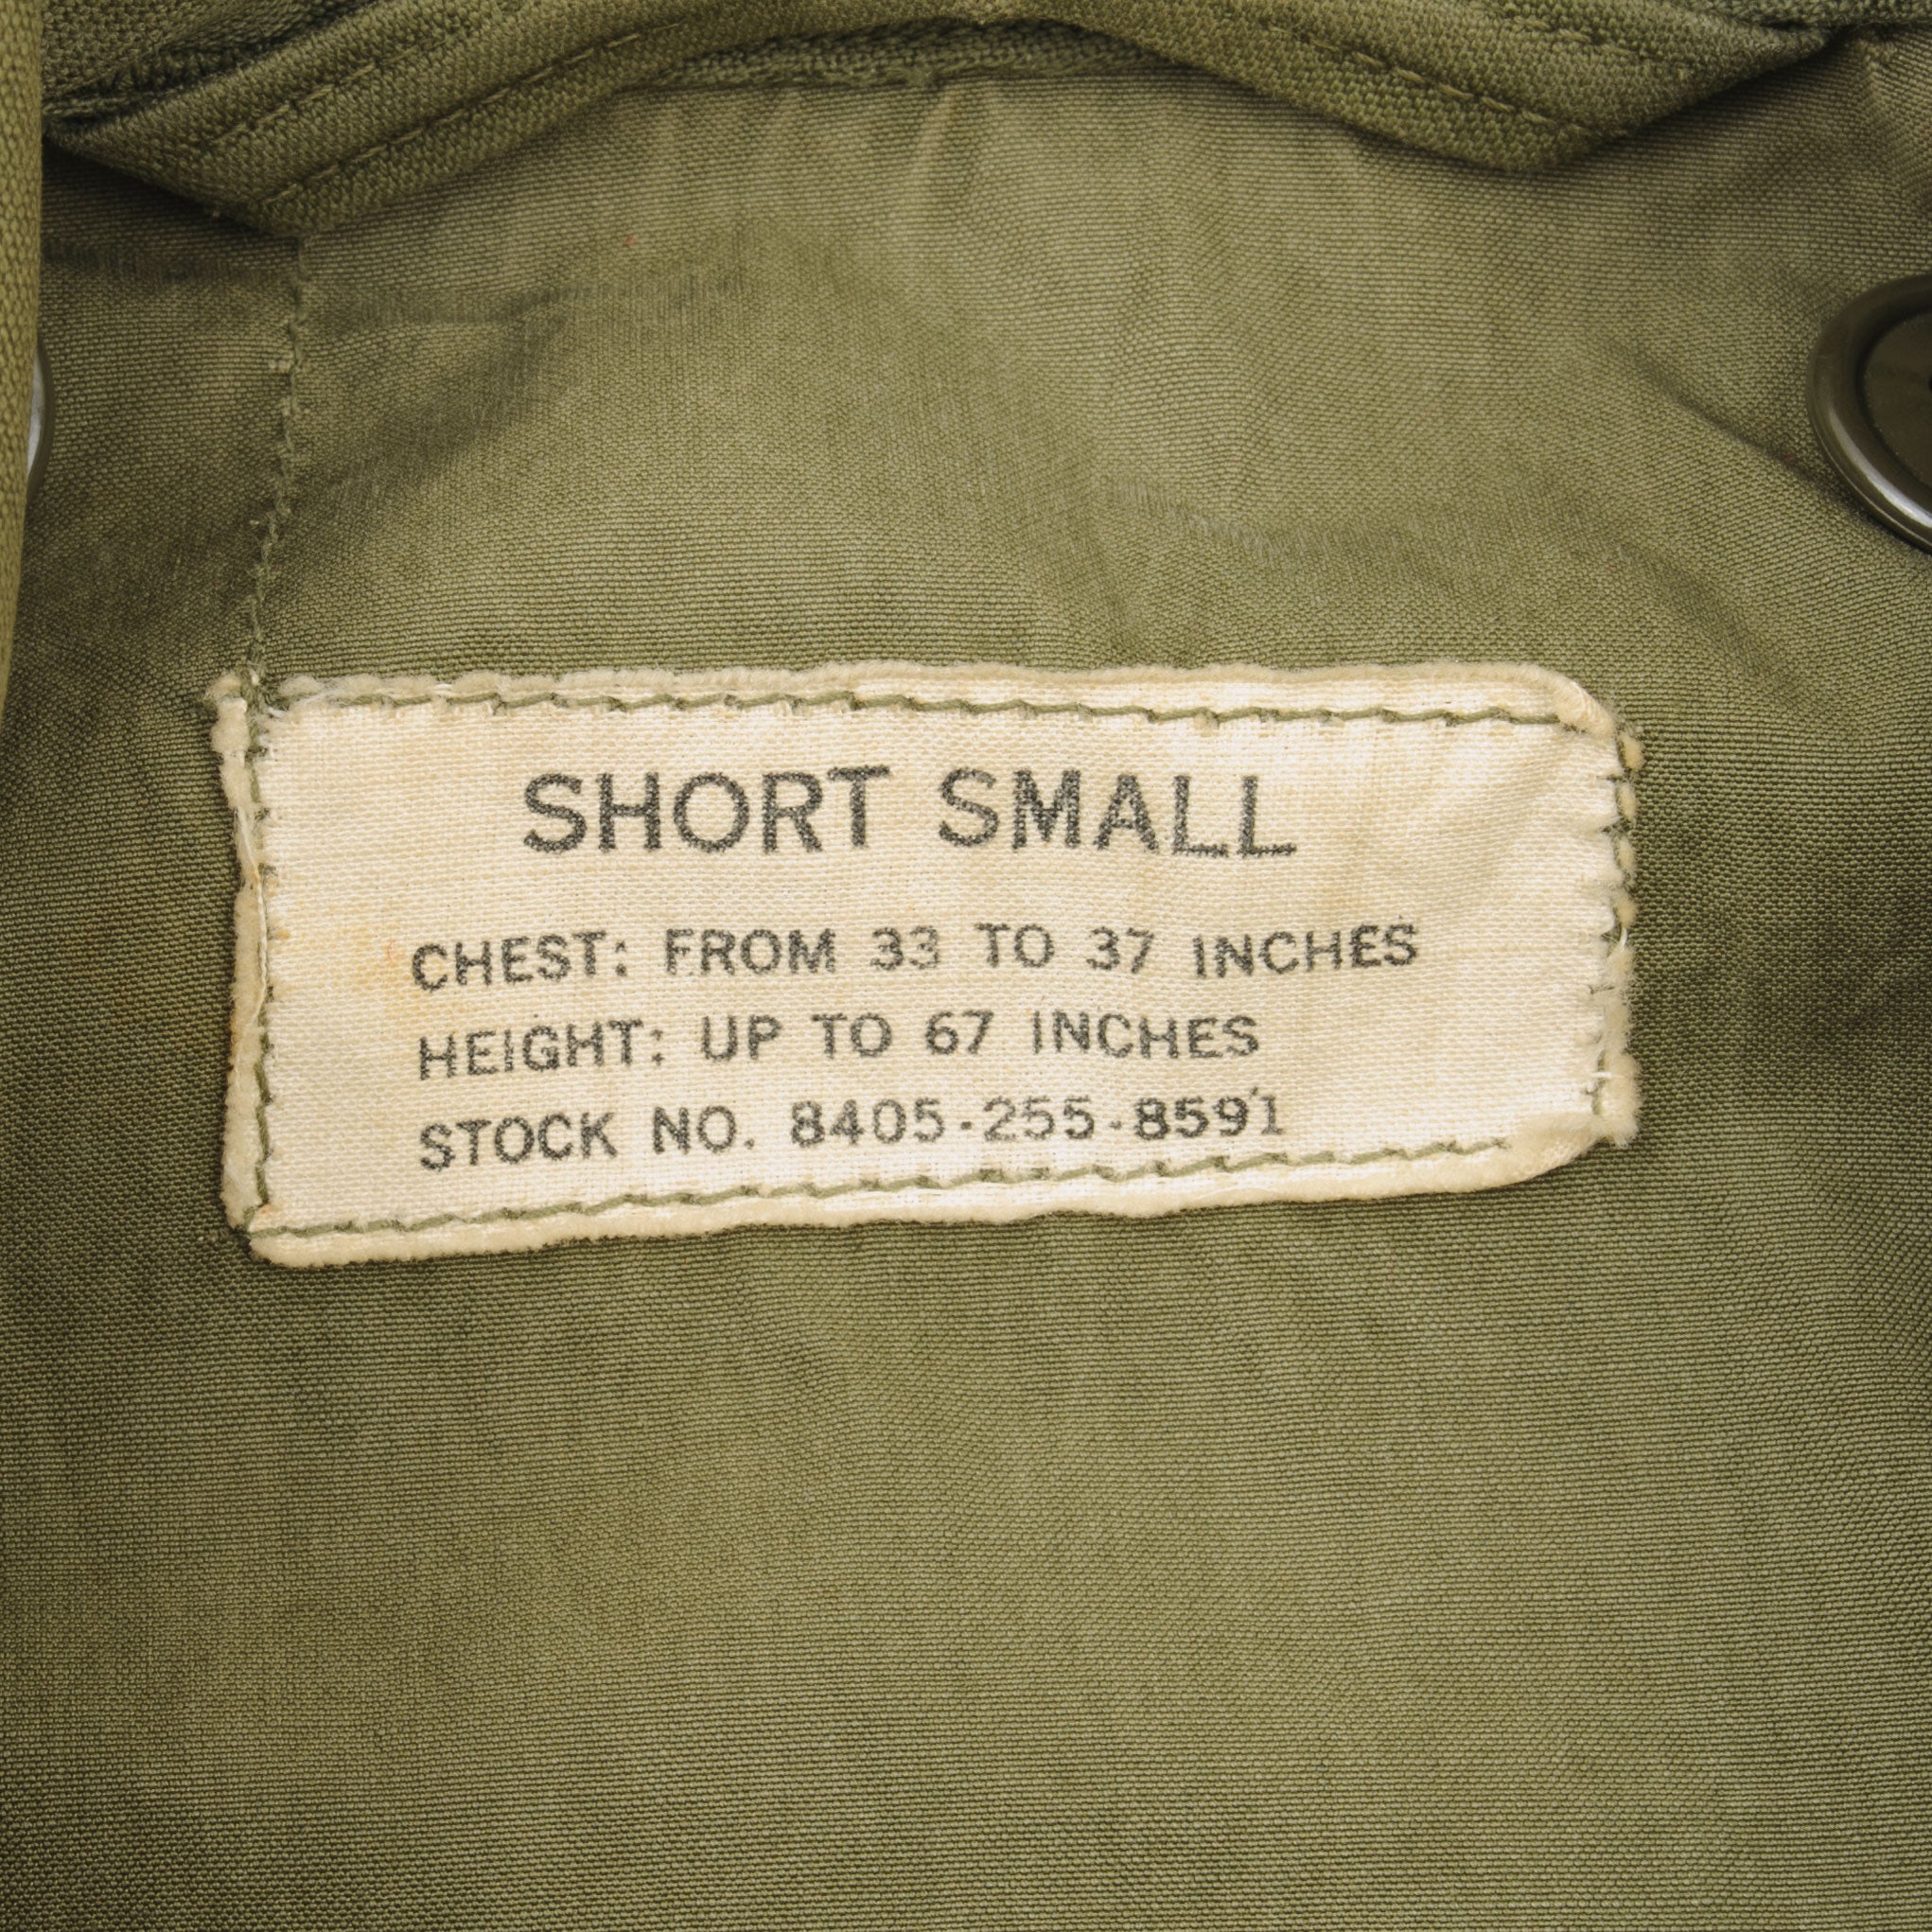 SHORT SMALL
CHEST: FROM 33 TO 37 INCHES
HEIGHT: UP TO 67 INCHES
STOCK NO. 8405-255-8591